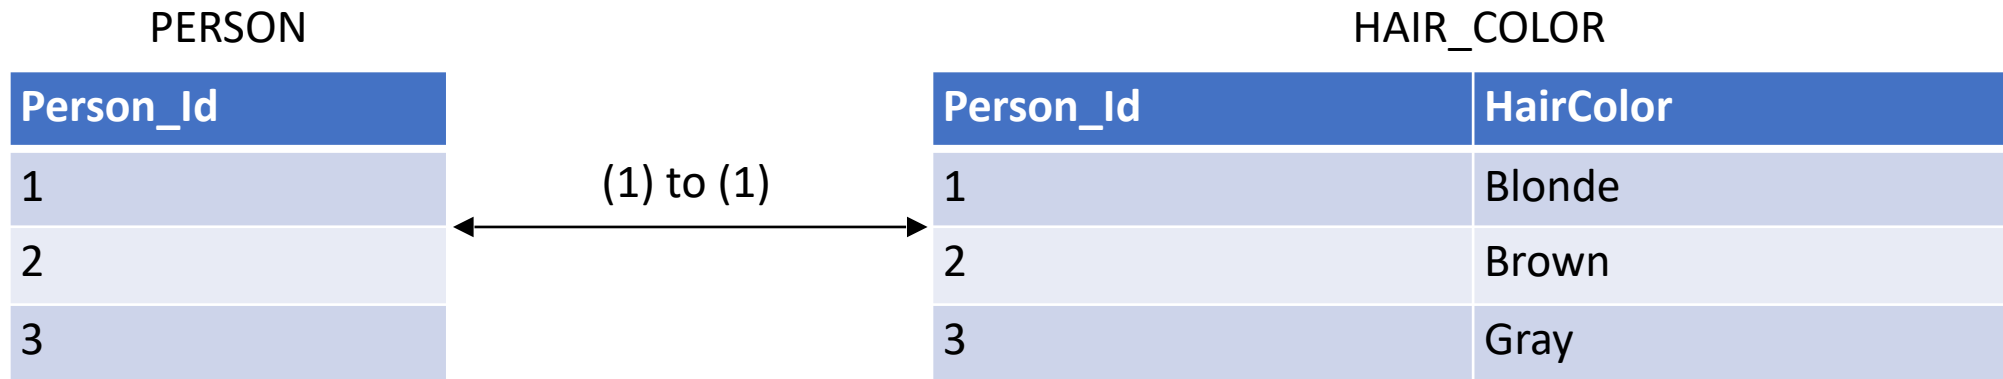 PERSON
HAIR_COLOR
Person_Id
Person_Id HairColor
1
(1) to (1)
1 Blonde
2
2 Brown
3
3 Gray